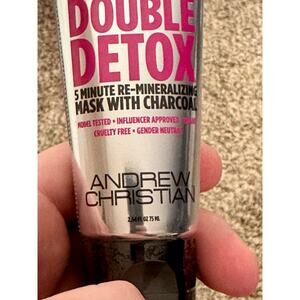 DOUBLE
DETOX
5 MINUTE RE-MINERALIZING
MASK WITH CHARCOAL
MODEL TESTED • INFLUENCER APPROVED •
CRUELTY FREE • GENDER NEUTRAL
ANDREW
CHRISTIAN
2.54 FL OZ 75 ML